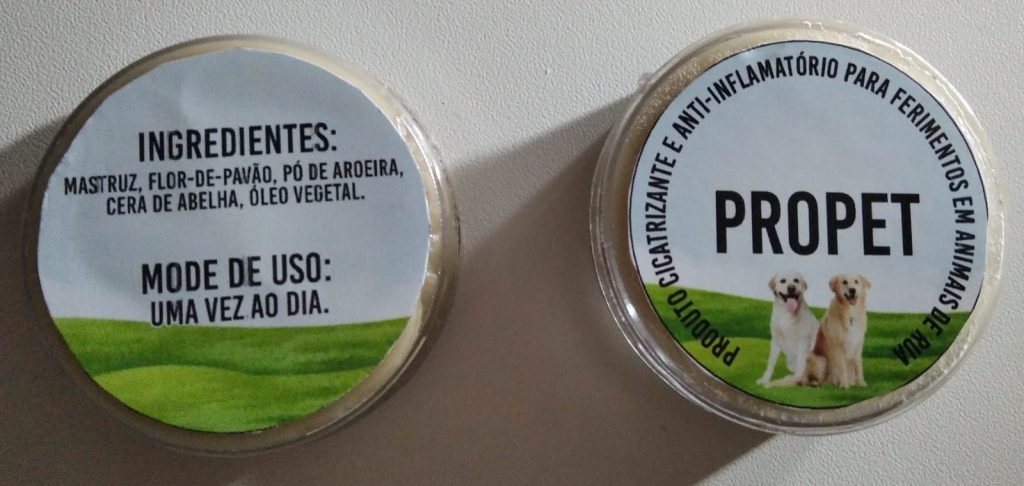 INGREDIENTES:
MASTRUZ, FLOR-DE-PAVÃO, PÓ DE AROEIRA,
CERA DE ABELHA, ÓLEO VEGETAL.
MODE DE USO:
UMA VEZ AO DIA.
PRODUTO CICATRIZANTE E ANTI-INFLAMATÓRIO PARA FERIMENTOS EM ANIMAIS DE RUA
PROPET